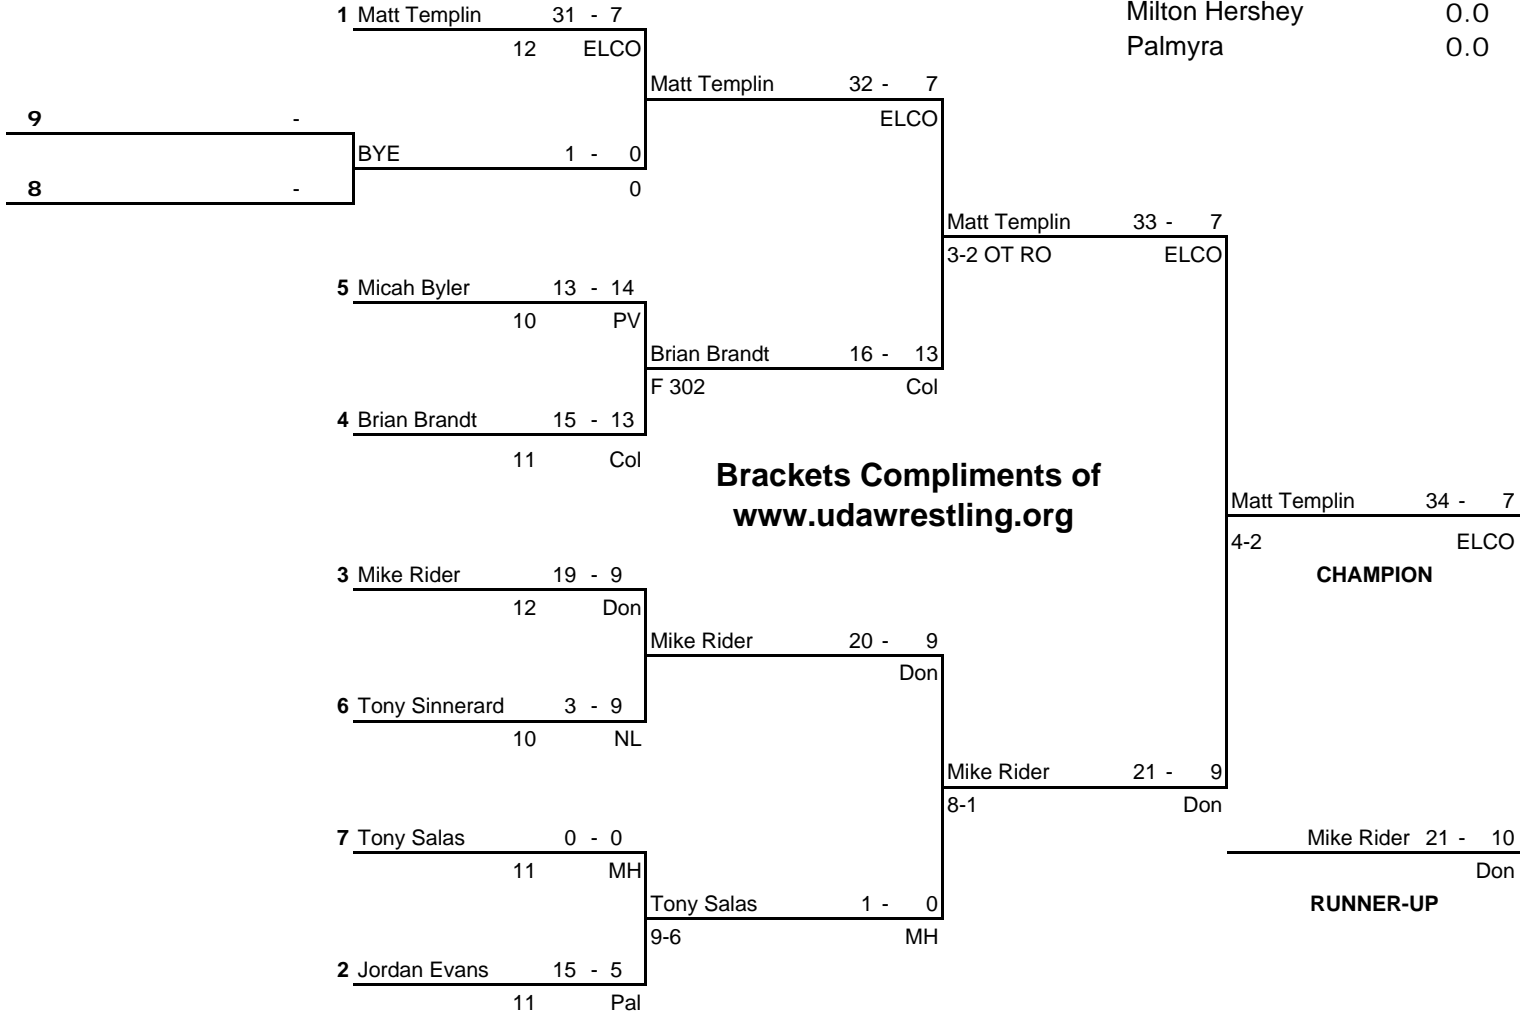 1 Matt Templin 31 - 7
Milton Hershey 0.0
12 ELCO
Palmyra 0.0
Matt Templin 32 - 7
9 -
ELCO
BYE 1 - 0
8 -
0
Matt Templin 33 - 7
3-2 OT RO ELCO
5 Micah Byler 13 - 14
10 PV
Brian Brandt 16 - 13
F 302 Col
4 Brian Brandt 15 - 13
11 Col
Brackets Compliments of
www.udawrestling.org
Matt Templin 34 - 7
4-2 ELCO
CHAMPION
3 Mike Rider 19 - 9
12 Don
Mike Rider 20 - 9
Don
6 Tony Sinnerard 3 - 9
10 NL
Mike Rider 21 - 9
8-1 Don
7 Tony Salas 0 - 0
11 MH
Mike Rider 21 - 10
Don
RUNNER-UP
Tony Salas 1 - 0
9-6 MH
2 Jordan Evans 15 - 5
11 Pal